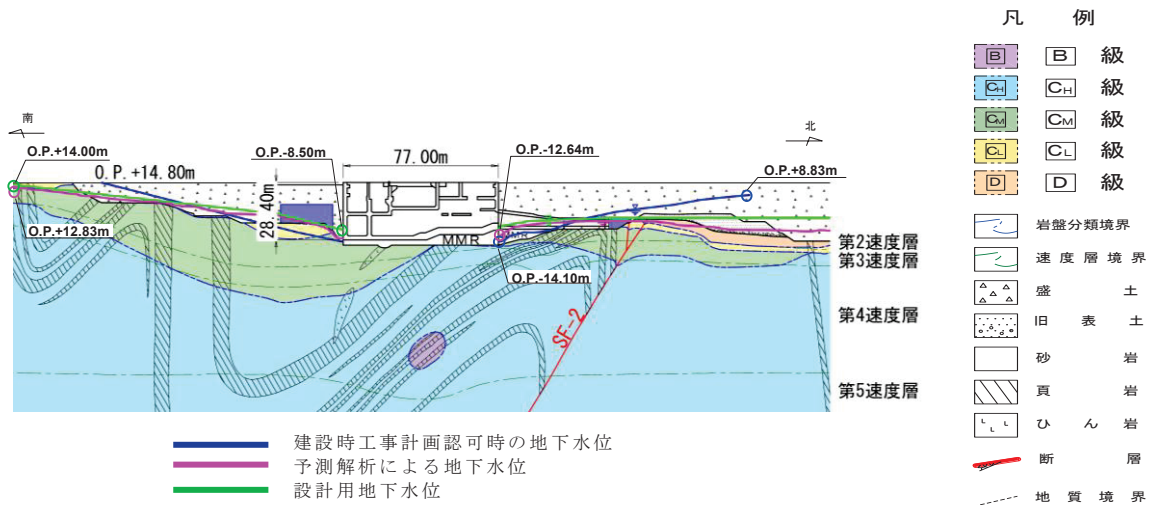 凡 例
B B 級
CH CH 級
CM CM 級
CL CL 級
D D 級
岩盤分類境界
速度層境界
盛土
旧表土
砂岩
頁岩
ひん岩
断層
地質境界
南
北
O.P.+14.00m
O.P.+14.80m
O.P.-8.50m
77.00m
O.P.-12.64m
O.P.+8.83m
28.40m
O.P.+12.83m
MMR
MMR
O.P.-14.10m
SF-2
第2速度層
第3速度層
第4速度層
第5速度層
建設時工事計画認可時の地下水位
予測解析による地下水位
設計用地下水位